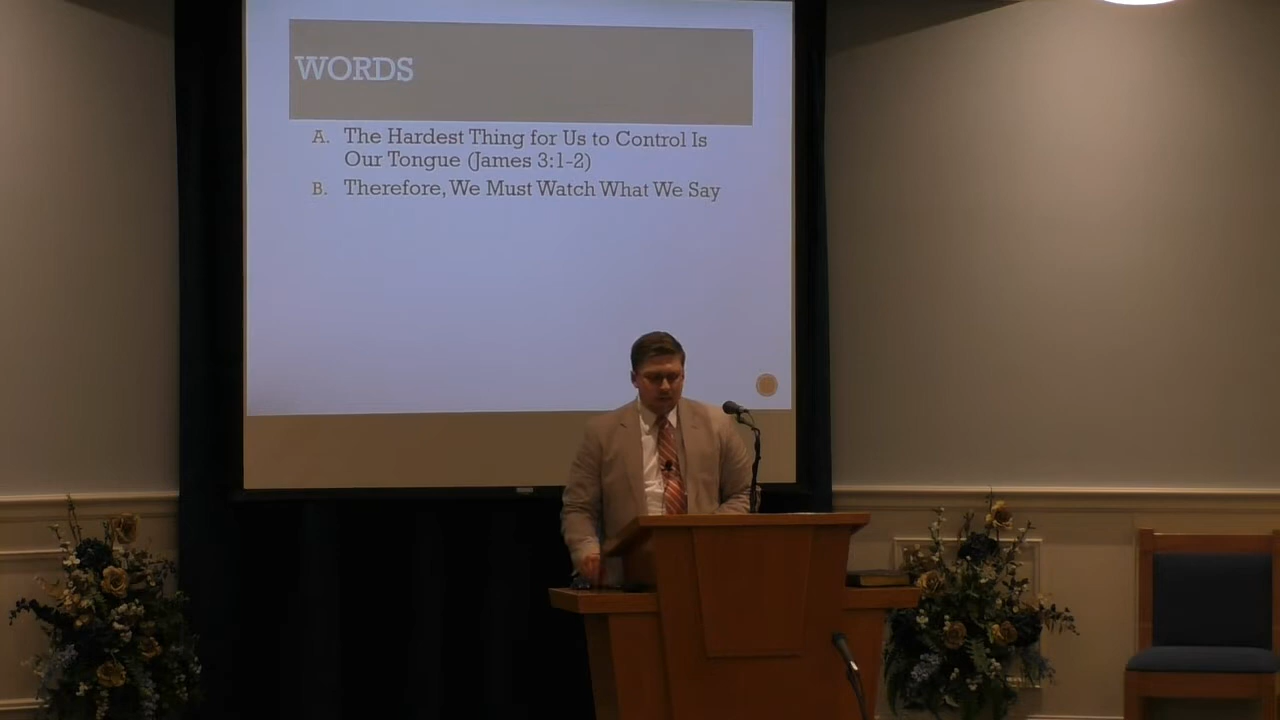 WORDS
A. The Hardest Thing for Us to Control Is
Our Tongue (James 3:1-2)
B. Therefore, We Must Watch What We Say